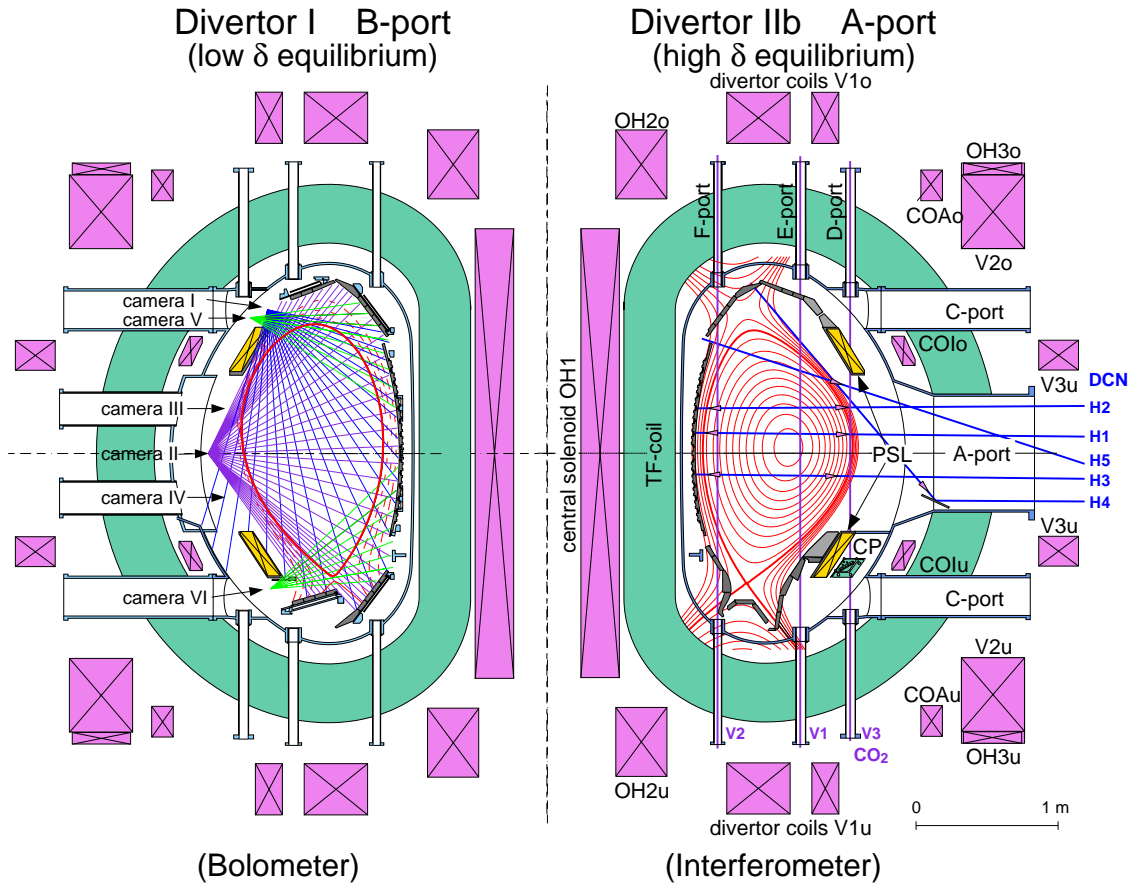 Divertor I B-port
(low δ equilibrium)
Divertor IIb A-port
(high δ equilibrium)
divertor coils V1o
OH2o
OH3o
COAo
V2o
F-port
E-port
D-port
camera I
camera V
C-port
COIo
V3u
DCN
camera III
H2
H1
camera II
central solenoid OH1
TF-coil
PSL
A-port
H5
H3
camera IV
H4
V3u
CP
COIu
camera VI
C-port
V2u
COAu
V2
V1
V3
CO2
OH3u
OH2u
divertor coils V1u
0 1 m
(Bolometer)
(Interferometer)